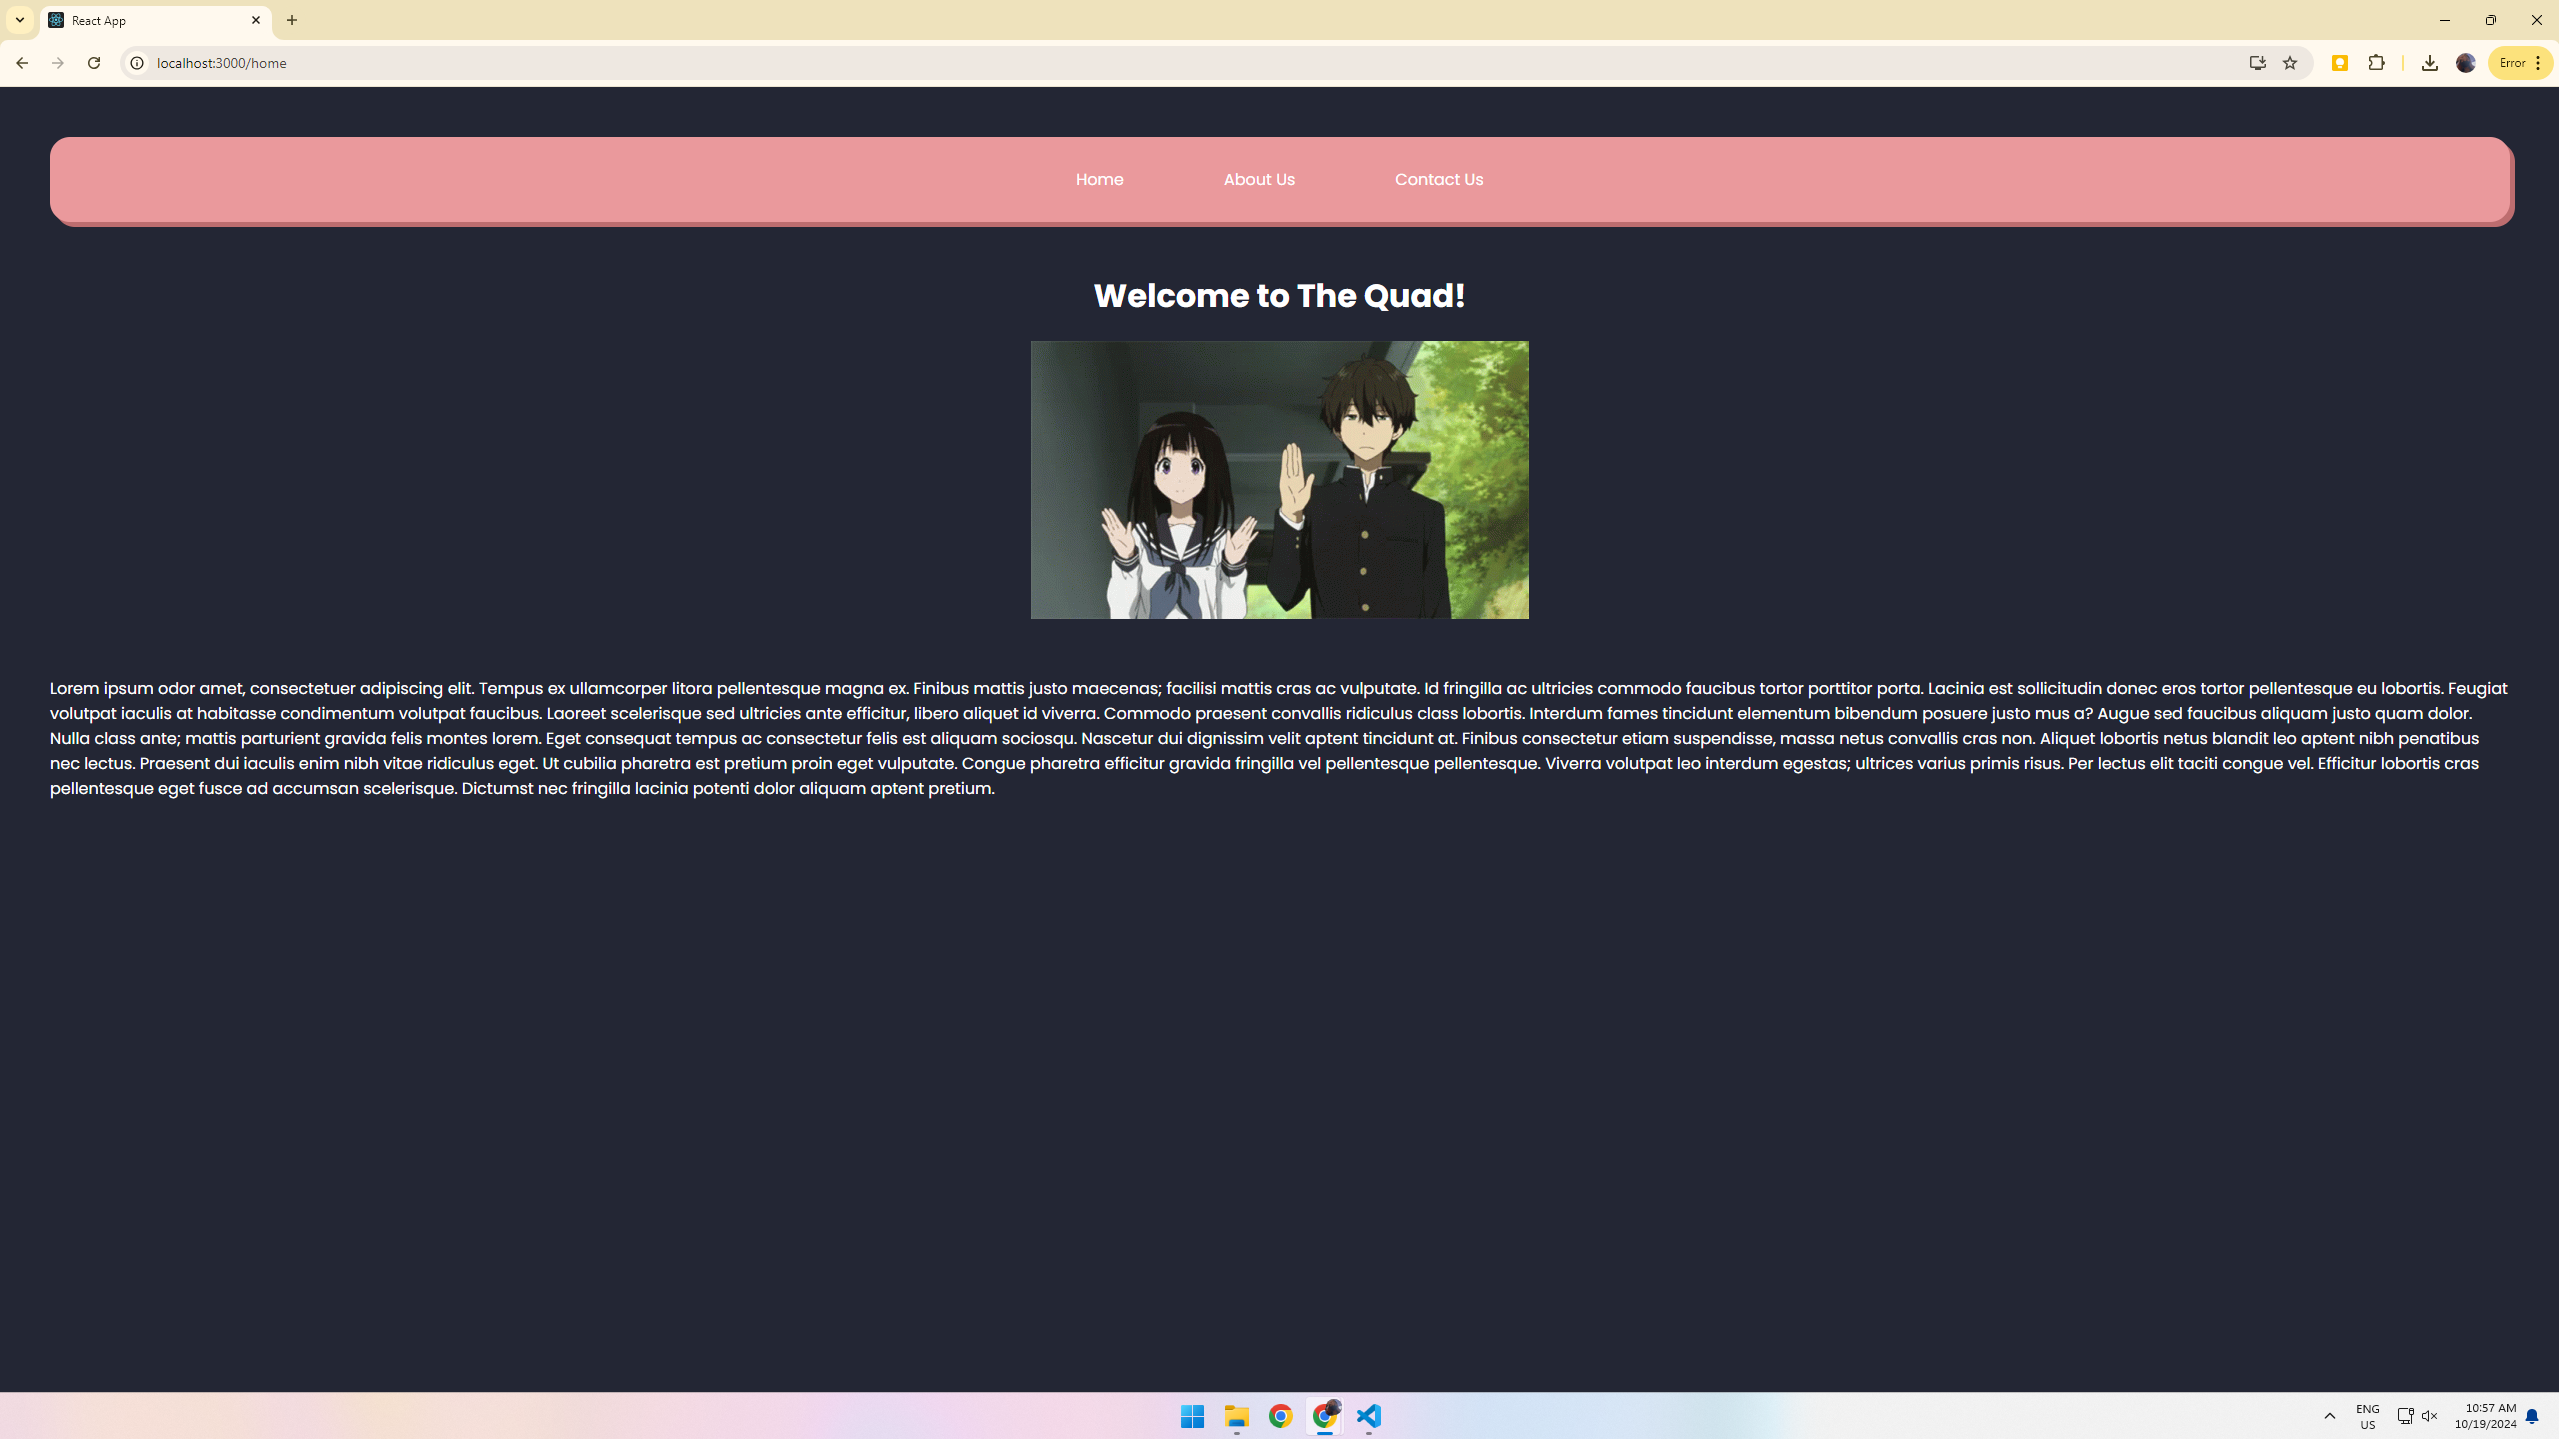 React App
localhost:3000/home
Error
Home About Us Contact Us
Welcome to The Quad!
Lorem ipsum odor amet, consectetuer adipiscing elit. Tempus ex ullamcorper litora pellentesque magna ex. Finibus mattis justo maecenas; facilisi mattis cras ac vulputate. Id fringilla ac ultricies commodo faucibus tortor porttitor porta. Lacinia est sollicitudin donec eros tortor pellentesque eu lobortis. Feugiat
volutpat iaculis at habitasse condimentum volutpat faucibus. Laoreet scelerisque sed ultricies ante efficitur, libero aliquet id viverra. Commodo praesent convallis ridiculus class lobortis. Interdum fames tincidunt elementum bibendum posuere justo mus a? Augue sed faucibus aliquam justo quam dolor.
Nulla class ante; mattis parturient gravida felis montes lorem. Eget consequat tempus ac consectetur felis est aliquam sociosqu. Nascetur dui dignissim velit aptent tincidunt at. Finibus consectetur etiam suspendisse, massa netus convallis cras non. Aliquet lobortis netus blandit leo aptent nibh penatibus
nec lectus. Praesent dui iaculis enim nibh vitae ridiculus eget. Ut cubilia pharetra est pretium proin eget vulputate. Congue pharetra efficitur gravida fringilla vel pellentesque pellentesque. Viverra volutpat leo interdum egestas; ultrices varius primis risus. Per lectus elit taciti congue vel. Efficitur lobortis cras
pellentesque eget fusce ad accumsan scelerisque. Dictumst nec fringilla lacinia potenti dolor aliquam aptent pretium.
ENG
US
10:57 AM
10/19/2024